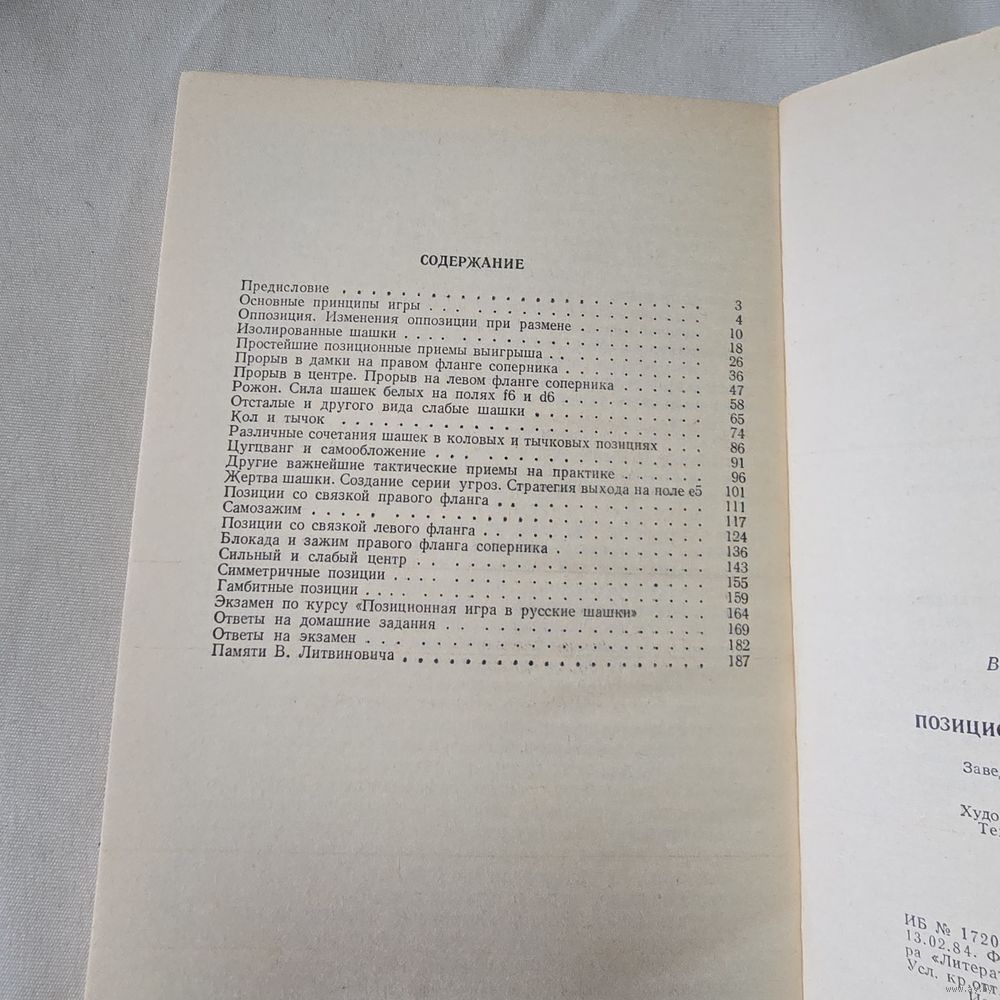 СОДЕРЖАНИЕ
Предисловие . . . . . . . . . . . . . . . . . . . . 3
Основные принципы игры . . . . . . . . . . . . . . . 4
Оппозиция. Изменения оппозиции при размене . . . . . . . 10
Изолированные шашки . . . . . . . . . . . . . . . . 18
Простейшие позиционные приемы выигрыша . . . . . . . . 26
Прорыв в дамки на правом фланге соперника . . . . . . . . 36
Прорыв в центре. Прорыв на левом фланге соперника . . . . . 47
Рожон. Сила шашек белых на полях f6 и d6 . . . . . . . . 58
Отсталые и другого вида слабые шашки . . . . . . . . . 65
Кол и тычок . . . . . . . . . . . . . . . . . . . . 74
Различные сочетания шашек в коловых и тычковых позициях . . . 86
Цугцванг и самообложение . . . . . . . . . . . . . . 91
Другие важнейшие тактические приемы на практике . . . . . 96
Жертва шашки. Создание серии угроз. Стратегия выхода на поле e5 101
Позиции со связкой правого фланга . . . . . . . . . . . 111
Самозажим . . . . . . . . . . . . . . . . . . . . 117
Позиции со связкой левого фланга . . . . . . . . . . . 124
Блокада и зажим правого фланга соперника . . . . . . . . 136
Сильный и слабый центр . . . . . . . . . . . . . . . 143
Симметричные позиции . . . . . . . . . . . . . . . . 155
Гамбитные позиции . . . . . . . . . . . . . . . . . 159
Экзамен по курсу «Позиционная игра в русские шашки» . . . . 164
Ответы на домашние задания . . . . . . . . . . . . . 169
Ответы на экзамен . . . . . . . . . . . . . . . . . 182
Памяти В. Литвиновича . . . . . . . . . . . . . . . . 187
В
ПОЗИЦИО
Завед
Худо
Те
ИБ № 1720
13.02.84. Ф
ра «Литерат
Усл. кр.-отт
И